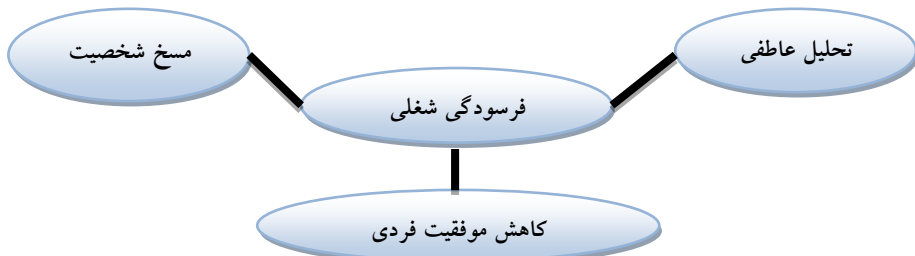 تحلیل عاطفی
مسخ شخصیت
فرسودگی شغلی
کاهش موفقیت فردی